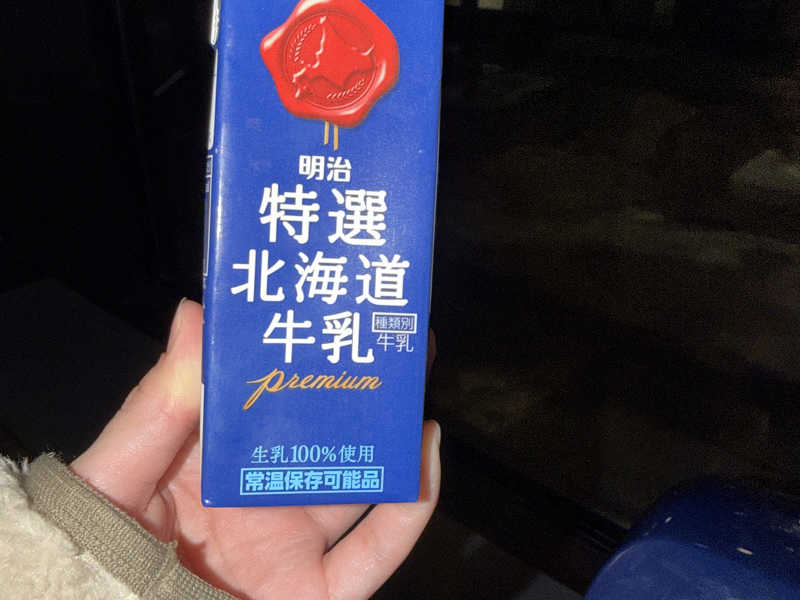 明治
特選
北海道
牛乳
種類別
牛乳
premium
生乳100%使用
常温保存可能品